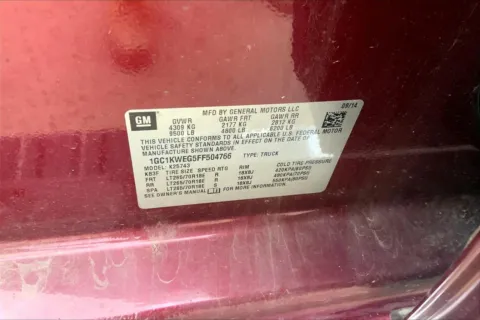 GM
MFD BY GENERAL MOTORS LLC 09/14
GVWR GAWR FRT GAWR RR
4309 KG 2177 KG 2812 KG
9500 LB 4800 LB 6200 LB
THIS VEHICLE CONFORMS TO ALL APPLICABLE U.S. FEDERAL MOTOR
VEHICLE SAFETY STANDARDS IN EFFECT ON THE DATE OF
MANUFACTURE SHOWN ABOVE.
1GC1KWEG5FF504766 TYPE: TRUCK
MODEL: K25743
TIRE SIZE SPEED RTG RIM COLD TIRE PRESSURE
FRT LT265/70R18E R 18X8J
RR LT265/70R18E R 18X8J
SPA LT265/70R18E 18X8J
SEE OWNER'S MANUAL FOR MORE INFORMATION.